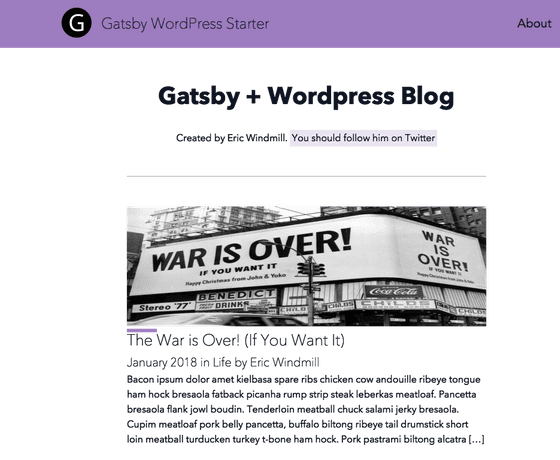 G Gatsby WordPress Starter About
Gatsby + Wordpress Blog
Created by Eric Windmill. You should follow him on Twitter
WAR IS OVER!
IF YOU WANT IT
Happy Christmas from John & Yoko
WAR
IS
OVER!
IF YOU WANT IT
Happy Christmas from John & Yoko
Stereo '77'
BENEDICT
DRINKS
Coca-Cola
CHILDS
CHILDS
The War is Over! (If You Want It)
January 2018 in Life by Eric Windmill
Bacon ipsum dolor amet kielbasa spare ribs chicken cow andouille ribeye tongue
ham hock bresaola fatback picanha rump strip steak leberkas meatloaf. Pancetta
bresaola flank jowl boudin. Tenderloin meatball chuck salami jerky bresaola.
Cupim meatloaf pork belly pancetta, buffalo biltong ribeye tail drumstick short
loin meatball turducken turkey t-bone ham hock. Pork pastrami biltong alcatra [...]